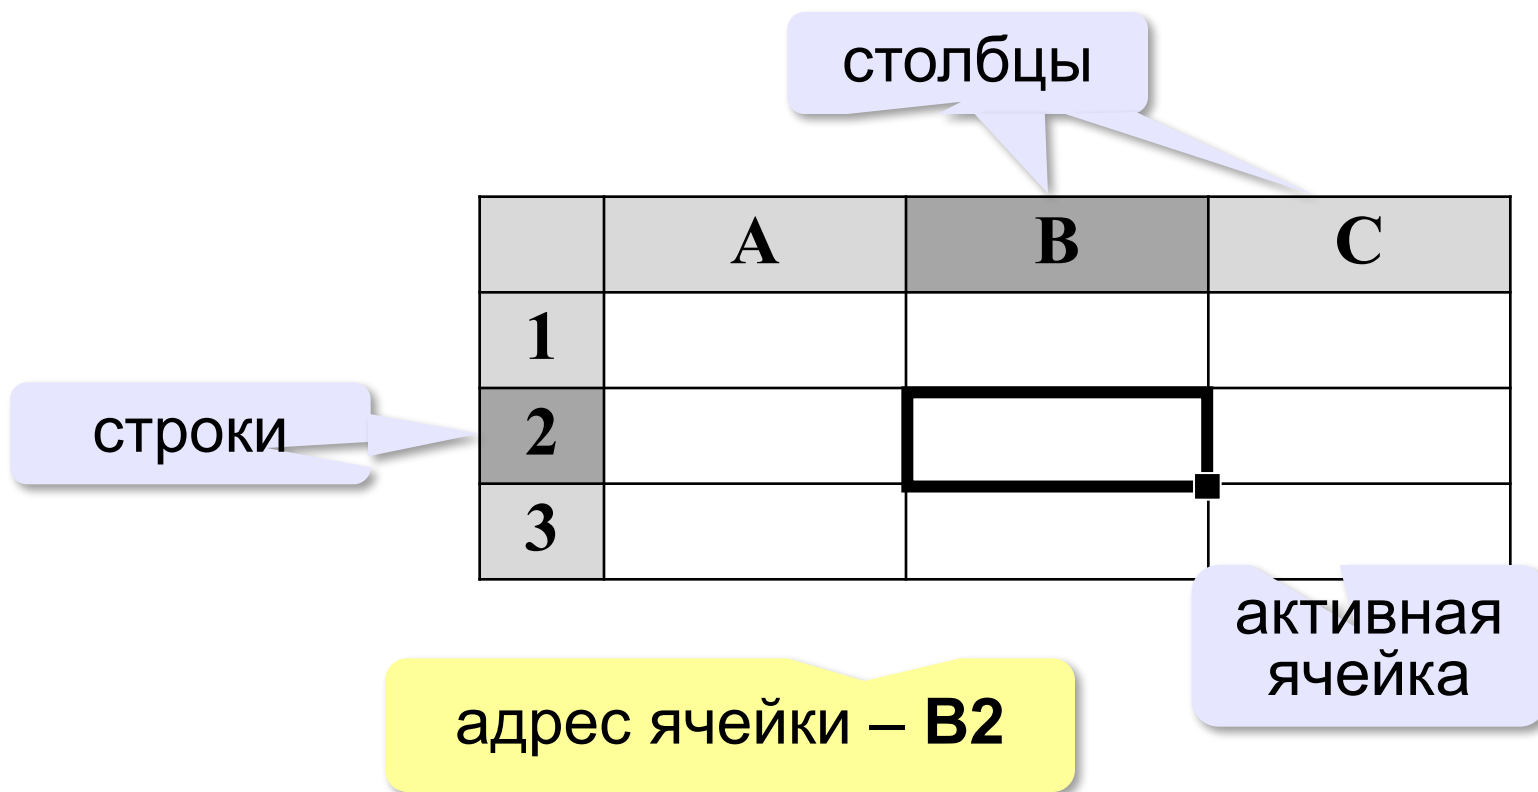 столбцы
A B C
1
строки
2
3
активная
ячейка
адрес ячейки – B2